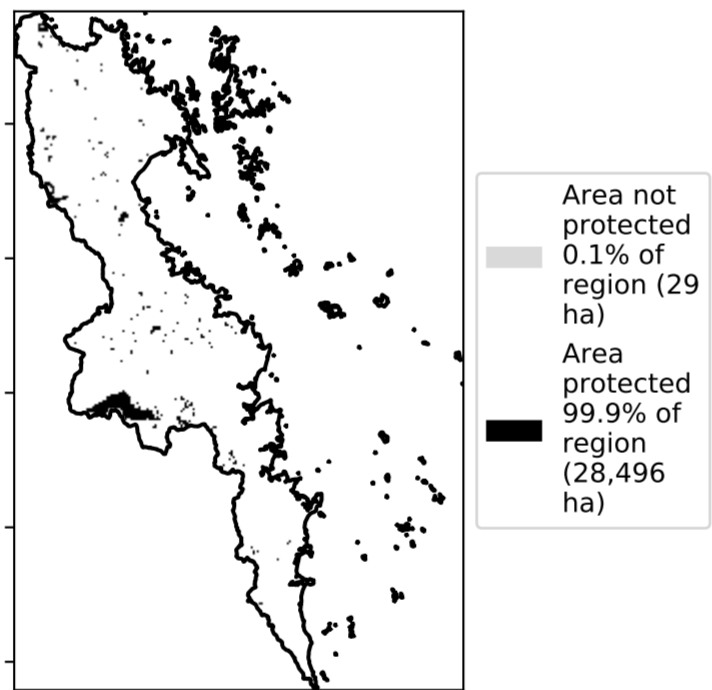 Area not
protected
0.1% of
region (29
ha)
Area
protected
99.9% of
region
(28,496
ha)